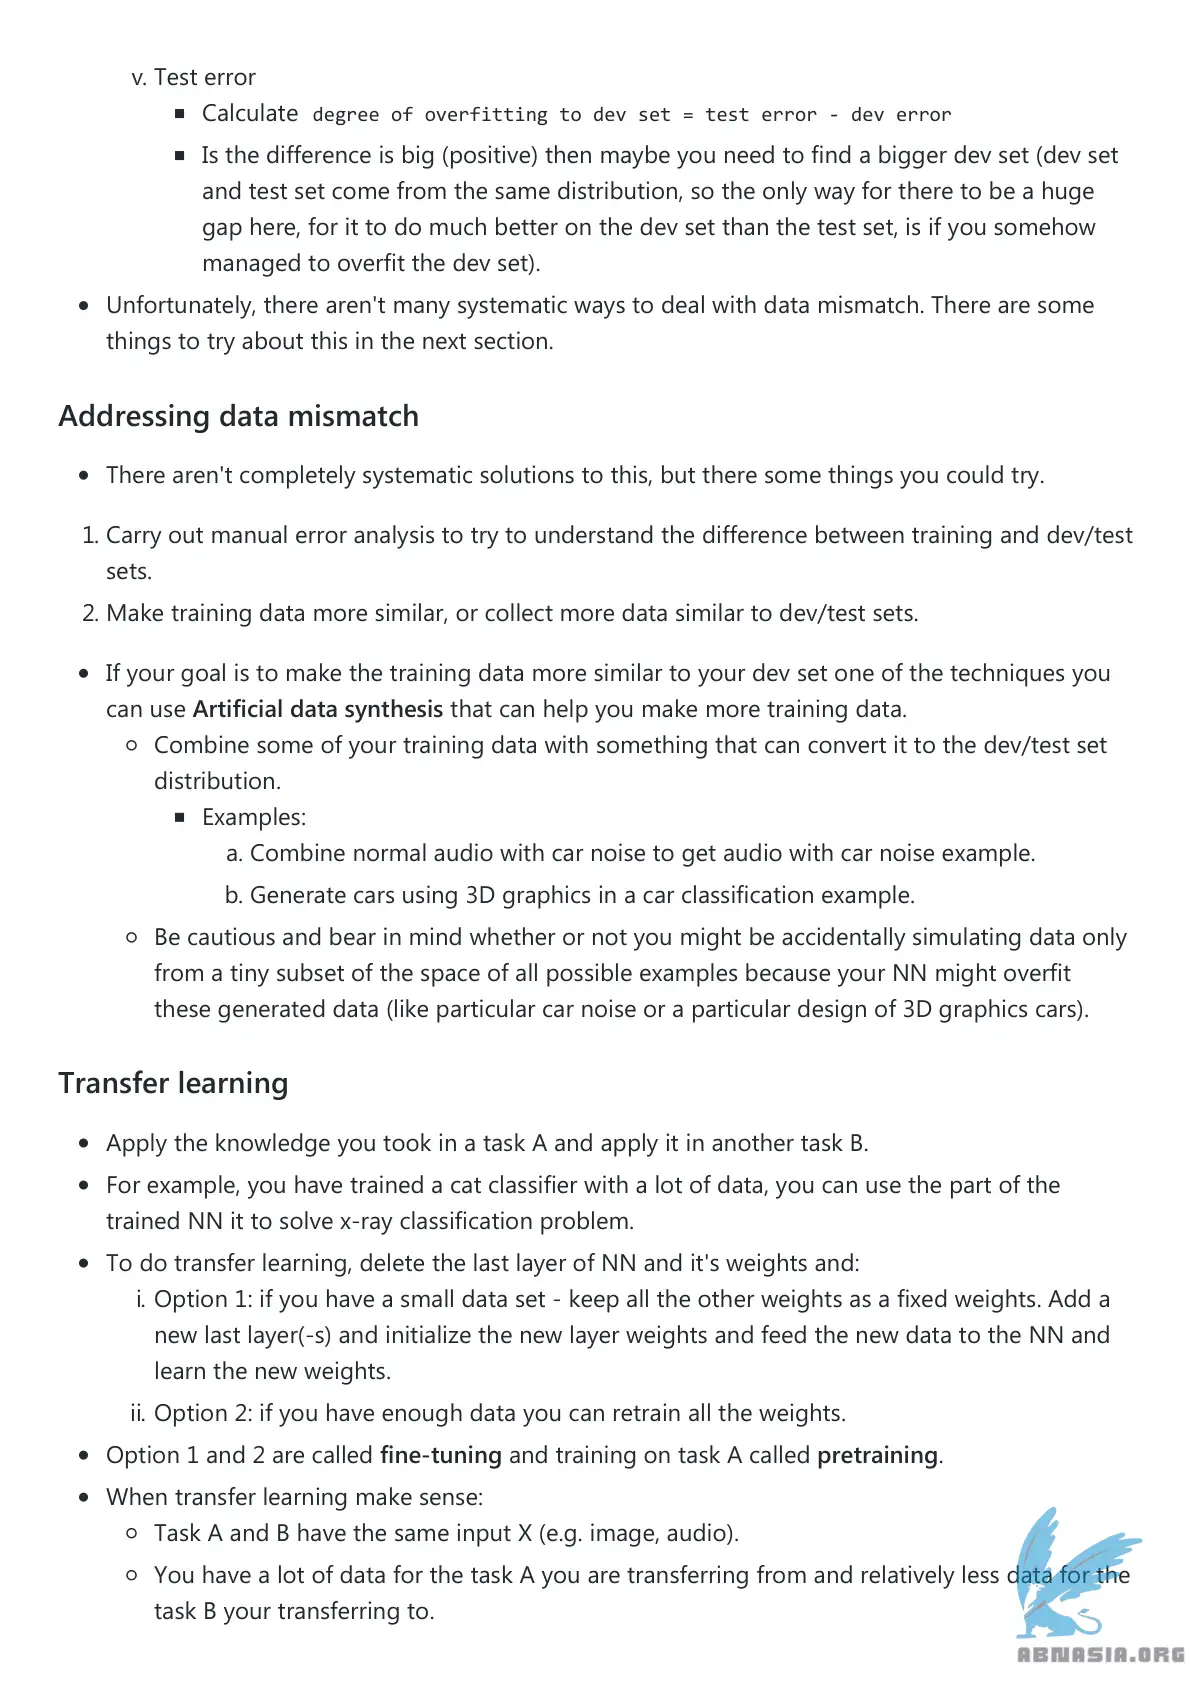 v. Test error
▪ Calculate degree of overfitting to dev set = test error - dev error
▪ Is the difference is big (positive) then maybe you need to find a bigger dev set (dev set
and test set come from the same distribution, so the only way for there to be a huge
gap here, for it to do much better on the dev set than the test set, is if you somehow
managed to overfit the dev set).
• Unfortunately, there aren't many systematic ways to deal with data mismatch. There are some
things to try about this in the next section.
Addressing data mismatch
• There aren't completely systematic solutions to this, but there some things you could try.
1. Carry out manual error analysis to try to understand the difference between training and dev/test
sets.
2. Make training data more similar, or collect more data similar to dev/test sets.
• If your goal is to make the training data more similar to your dev set one of the techniques you
can use Artificial data synthesis that can help you make more training data.
○ Combine some of your training data with something that can convert it to the dev/test set
distribution.
▪ Examples:
a. Combine normal audio with car noise to get audio with car noise example.
b. Generate cars using 3D graphics in a car classification example.
○ Be cautious and bear in mind whether or not you might be accidentally simulating data only
from a tiny subset of the space of all possible examples because your NN might overfit
these generated data (like particular car noise or a particular design of 3D graphics cars).
Transfer learning
• Apply the knowledge you took in a task A and apply it in another task B.
• For example, you have trained a cat classifier with a lot of data, you can use the part of the
trained NN it to solve x-ray classification problem.
• To do transfer learning, delete the last layer of NN and it's weights and:
i. Option 1: if you have a small data set - keep all the other weights as a fixed weights. Add a
new last layer(-s) and initialize the new layer weights and feed the new data to the NN and
learn the new weights.
ii. Option 2: if you have enough data you can retrain all the weights.
• Option 1 and 2 are called fine-tuning and training on task A called pretraining.
• When transfer learning make sense:
○ Task A and B have the same input X (e.g. image, audio).
○ You have a lot of data for the task A you are transferring from and relatively less data for the
task B your transferring to.
ABNASIA.ORG